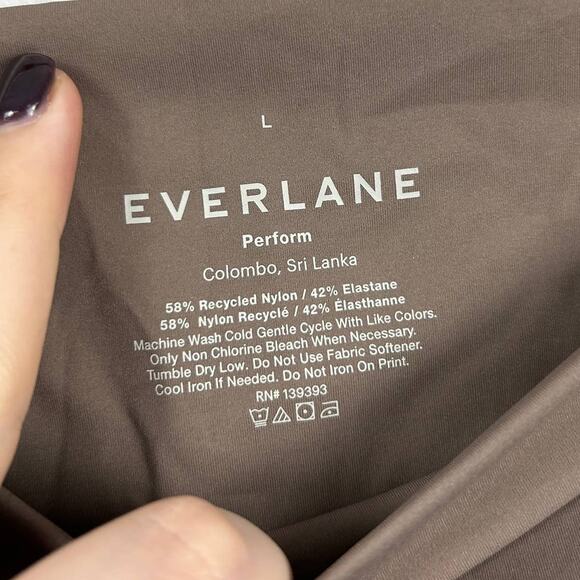 L
EVERLANE
Perform
Colombo, Sri Lanka
58% Recycled Nylon / 42% Elastane
58% Nylon Recyclé / 42% Élasthanne
Machine Wash Cold Gentle Cycle With Like Colors.
Only Non Chlorine Bleach When Necessary.
Tumble Dry Low. Do Not Use Fabric Softener.
Cool Iron If Needed. Do Not Iron On Print.
RN# 139393